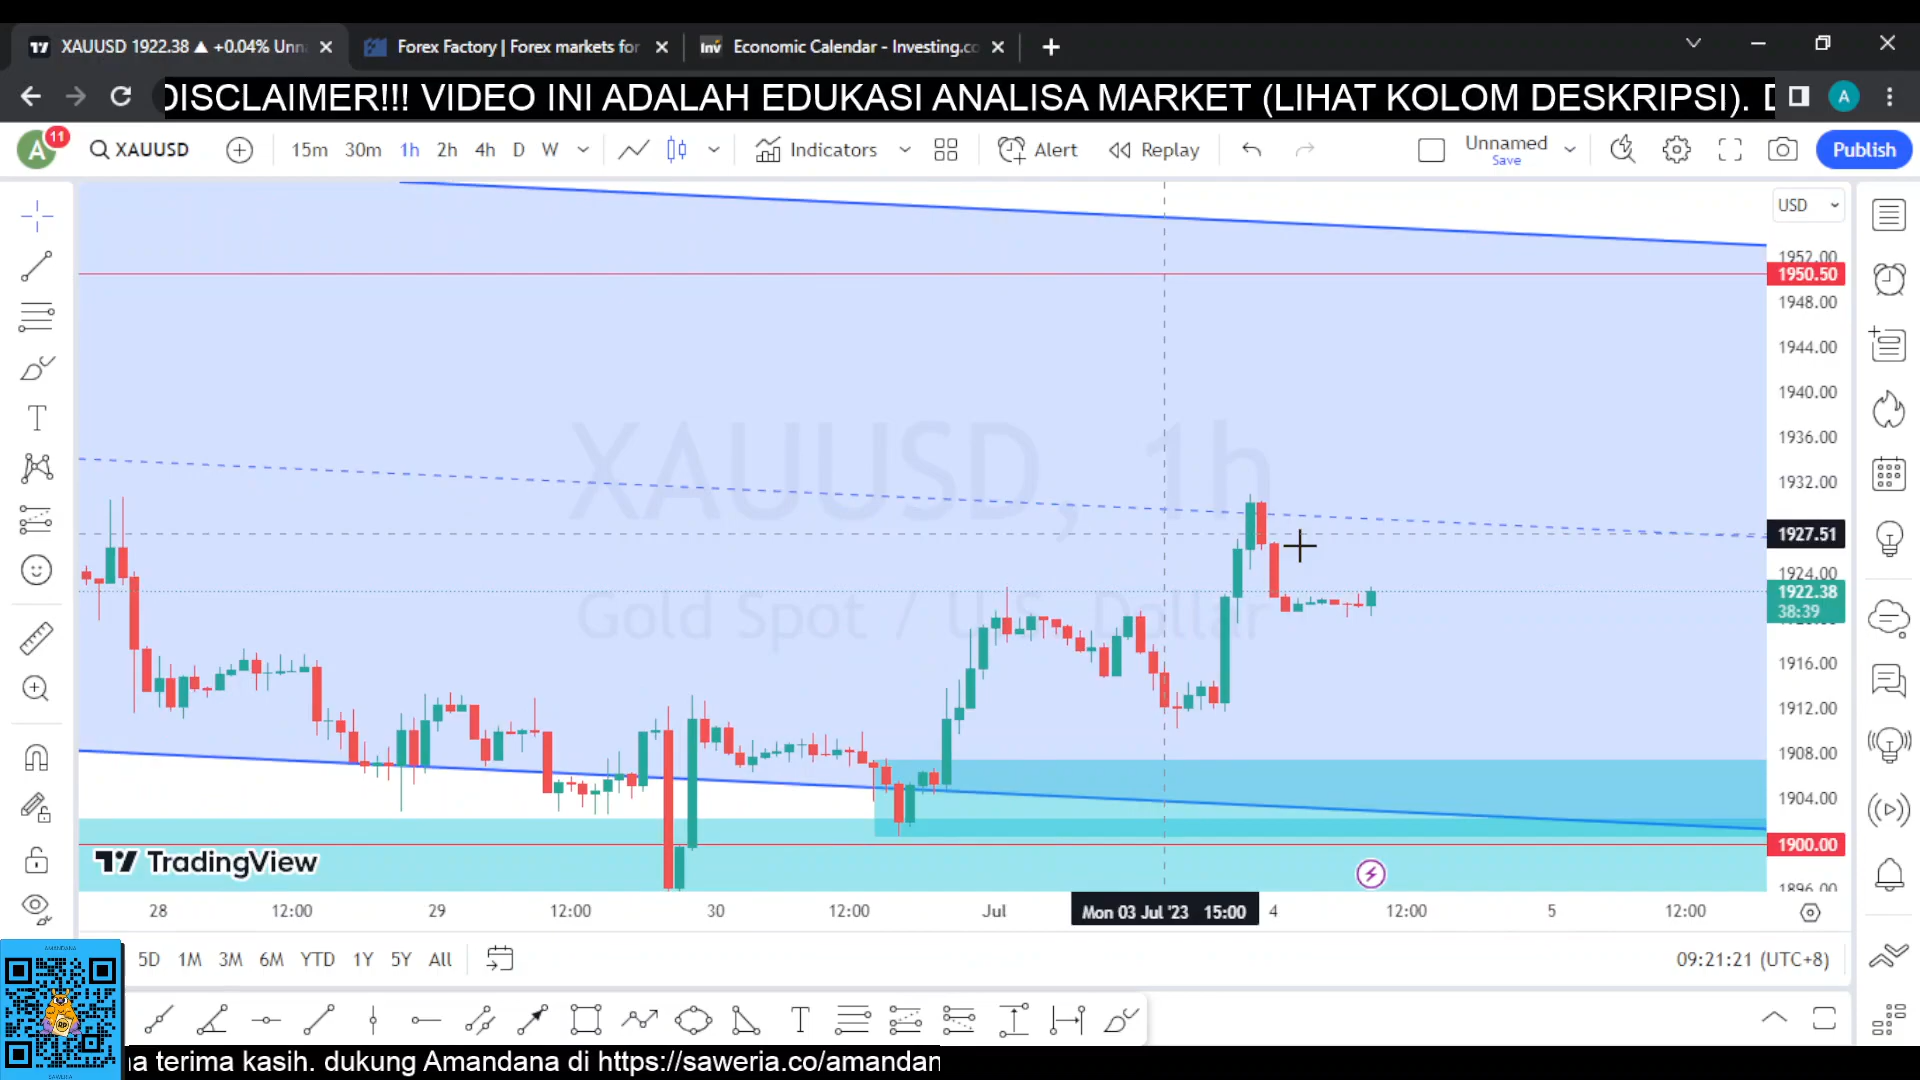 XAUUSD 1922.38 ▲ +0.04% Unn
Forex Factory | Forex markets for
Inv Economic Calendar - Investing.co
DISCLAIMER!!! VIDEO INI ADALAH EDUKASI ANALISA MARKET (LIHAT KOLOM DESKRIPSI).
A
A 11 XAUUSD 15m 30m 1h 2h 4h D W Indicators Alert Replay Unnamed Save Publish
USD
1952.00
1950.50
1948.00
1944.00
1940.00
1936.00
XAUUSD, 1h
1932.00
1927.51
1924.00
1922.38
38:39
Gold Spot / U.S. Dollar
1916.00
1912.00
1908.00
1904.00
1900.00
TradingView
1896.00
28 12:00 29 12:00 30 12:00 Jul Mon 03 Jul '23 15:00 4 12:00 5 12:00
5D 1M 3M 6M YTD 1Y 5Y All 09:21:21 (UTC+8)
T
AMANDANA
a terima kasih. dukung Amandana di https://saweria.co/amandan